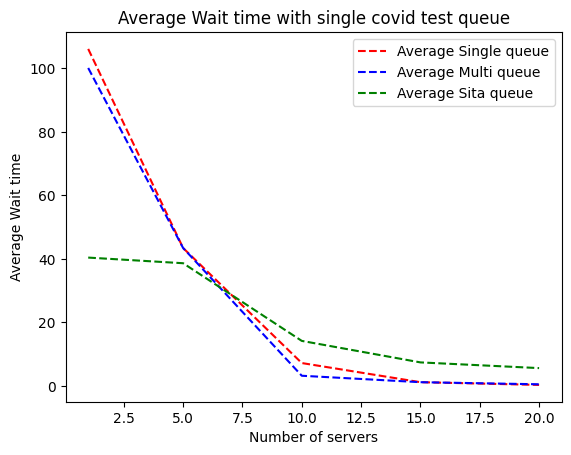 Average Wait time with single covid test queue
Average Single queue
Average Multi queue
Average Sita queue
100
80
60
40
20
0
Average Wait time
2.5 5.0 7.5 10.0 12.5 15.0 17.5 20.0
Number of servers